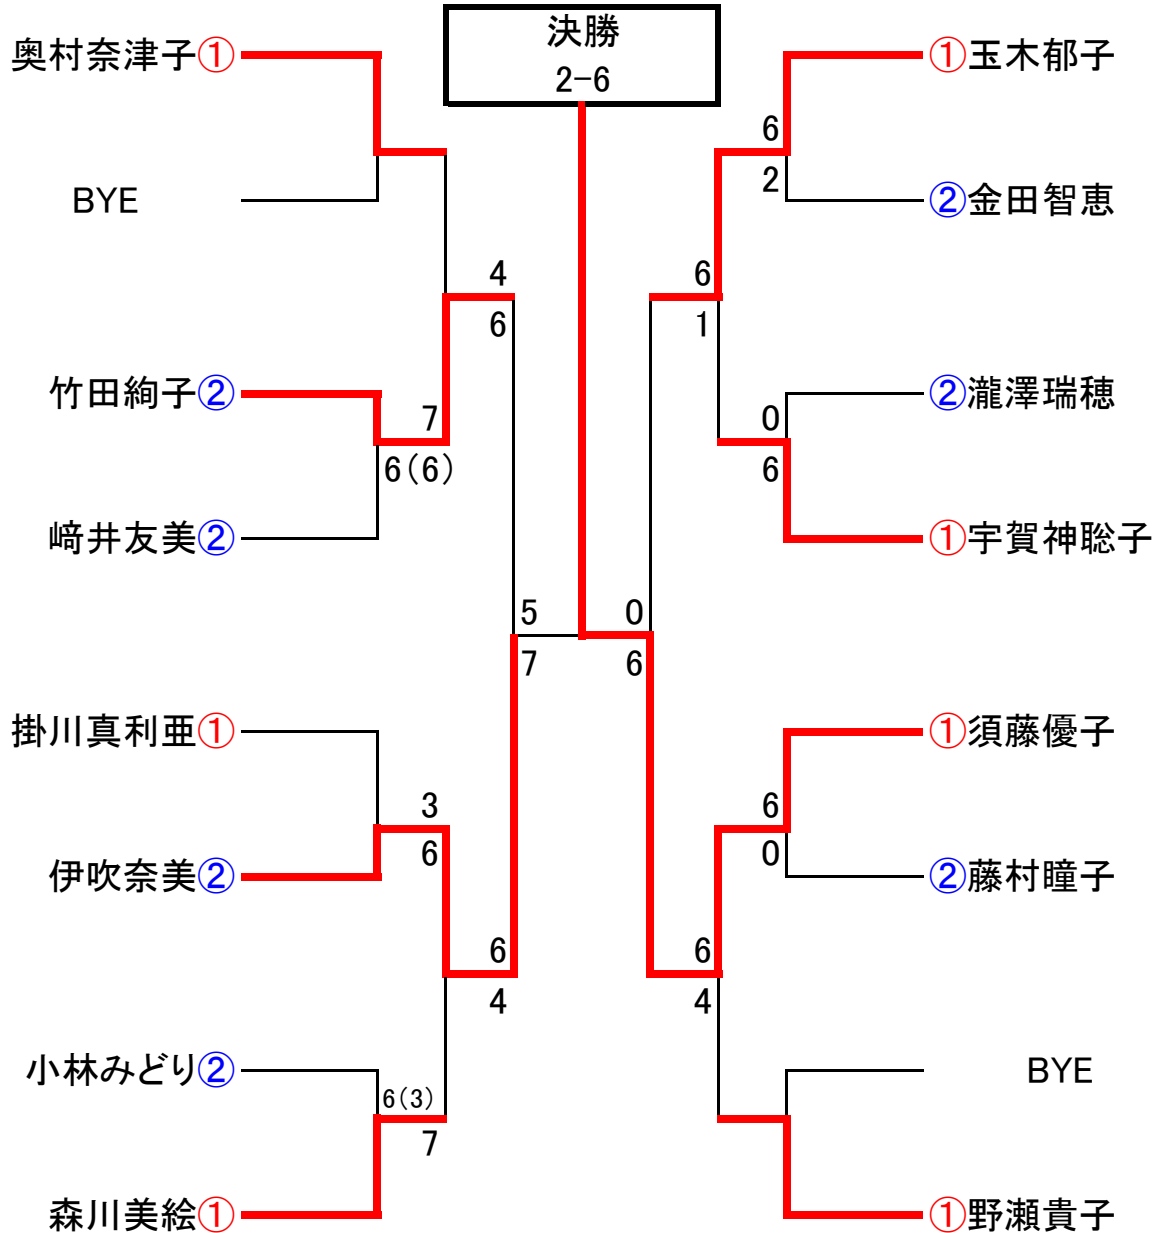 決勝
2-6
奥村奈津子①
BYE
4
6
竹田絢子②
7
6(6)
﨑井友美②
5
7
掛川真利亜①
3
6
伊吹奈美②
6
4
小林みどり②
6(3)
7
森川美絵①
①玉木郁子
6
2
②金田智恵
6
1
②瀧澤瑞穂
0
6
①宇賀神聡子
0
6
①須藤優子
6
0
②藤村瞳子
6
4
BYE
①野瀬貴子